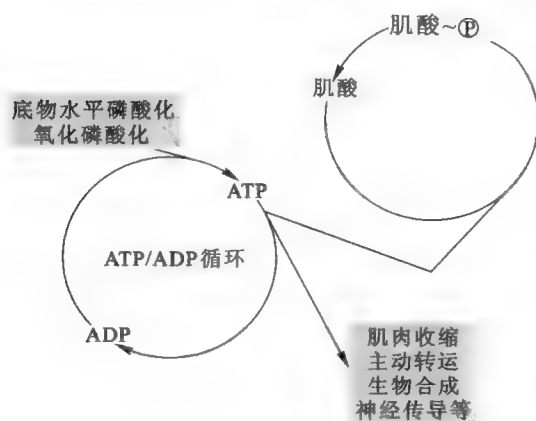 肌酸~Ⓟ
肌酸
底物水平磷酸化
氧化磷酸化
ATP
ATP/ADP循环
ADP
肌肉收缩
主动转运
生物合成
神经传导等